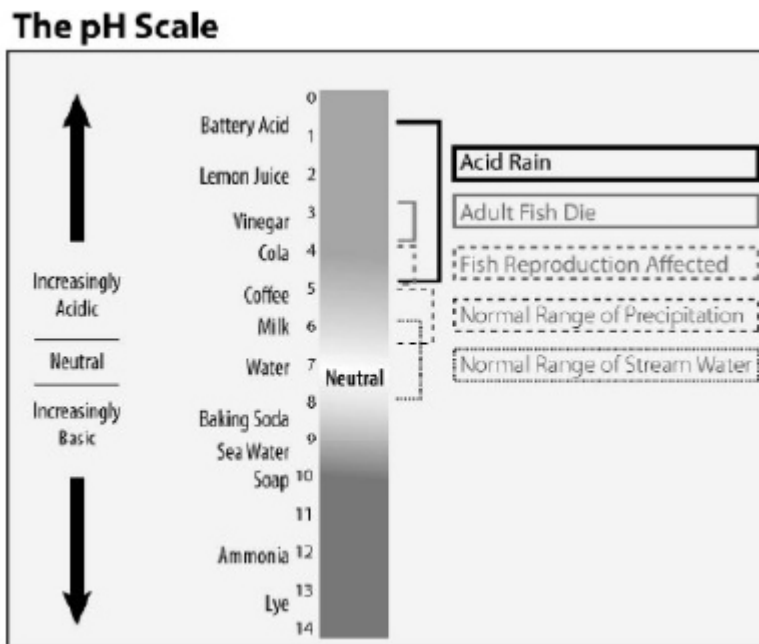 The pH Scale
Increasingly
Acidic
Neutral
Increasingly
Basic
Battery Acid
Lemon Juice
Vinegar
Cola
Coffee
Milk
Water
Baking Soda
Sea Water
Soap
Ammonia
Lye
0
1
2
3
4
5
6
7
8
9
10
11
12
13
14
Neutral
Acid Rain
Adult Fish Die
Fish Reproduction Affected
Normal Range of Precipitation
Normal Range of Stream Water